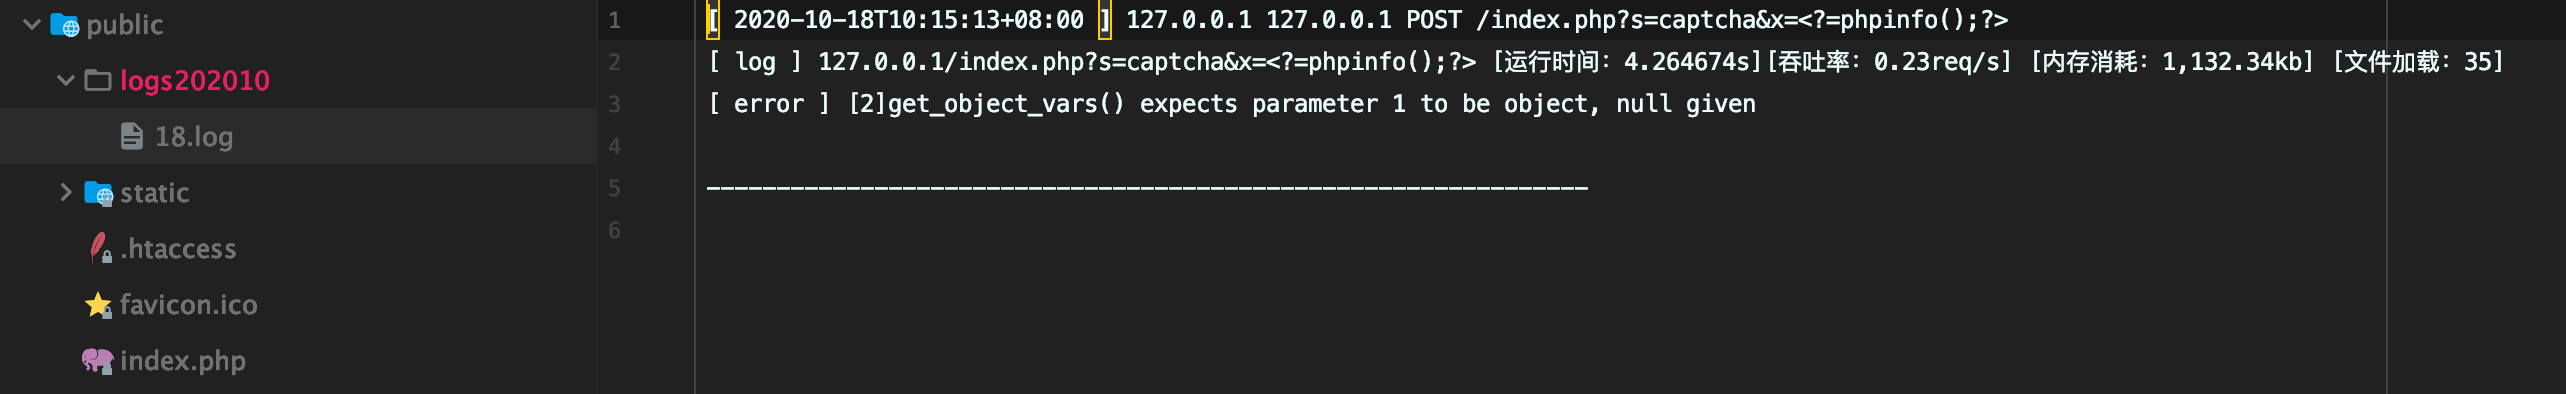 public
logs202010
18.log
static
.htaccess
favicon.ico
index.php
1 [ 2020-10-18T10:15:13+08:00 ] 127.0.0.1 127.0.0.1 POST /index.php?s=captcha&x=<?=phpinfo();?>
2 [ log ] 127.0.0.1/index.php?s=captcha&x=<?=phpinfo();?> [运行时间：4.264674s][吞吐率：0.23req/s] [内存消耗：1,132.34kb] [文件加载：35]
3 [ error ] [2]get_object_vars() expects parameter 1 to be object, null given
4
5 ---------------------------------------------------------------
6